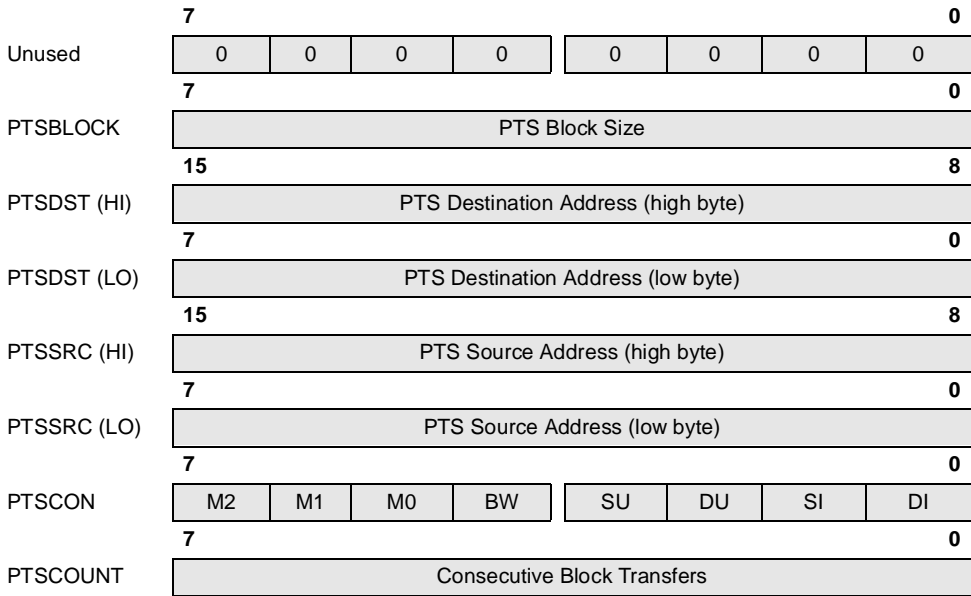 7 0
Unused 0 0 0 0 0 0 0 0
7 0
PTSBLOCK PTS Block Size
15 8
PTSDST (HI) PTS Destination Address (high byte)
7 0
PTSDST (LO) PTS Destination Address (low byte)
15 8
PTSSRC (HI) PTS Source Address (high byte)
7 0
PTSSRC (LO) PTS Source Address (low byte)
7 0
PTSCON M2 M1 M0 BW SU DU SI DI
7 0
PTSCOUNT Consecutive Block Transfers